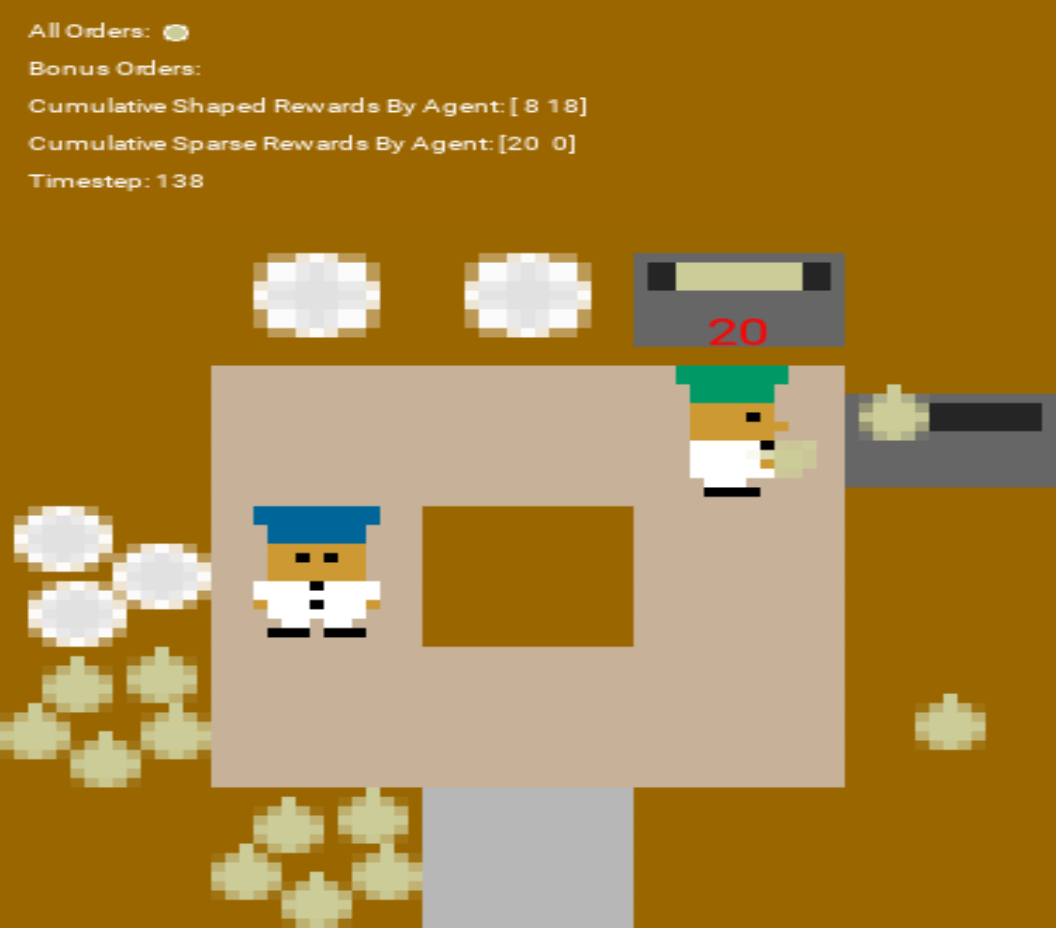 All Orders:
Bonus Orders:
Cumulative Shaped Rewards By Agent: [ 8 18]
Cumulative Sparse Rewards By Agent: [20  0]
Timestep: 138
20